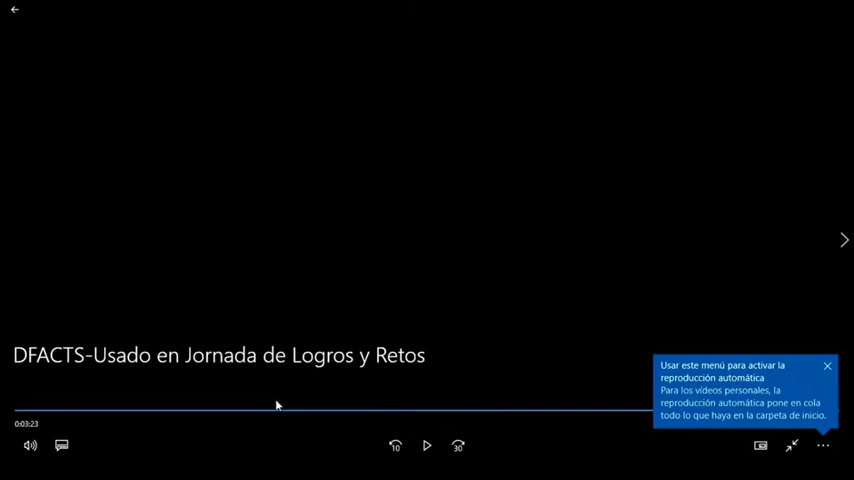 DFACTS-Usado en Jornada de Logros y Retos
Usar este menú para activar la
reproducción automática
Para los vídeos personales, la
reproducción automática pone en cola
todo lo que haya en la carpeta de inicio.
0:03:23
10
30